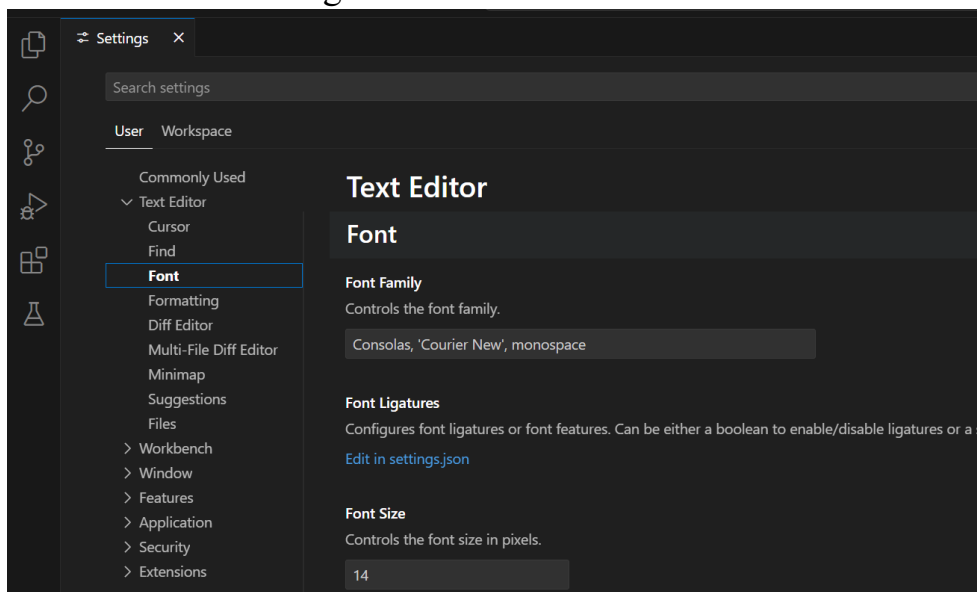 Settings
Search settings
User Workspace
Commonly Used
Text Editor
Cursor
Find
Font
Formatting
Diff Editor
Multi-File Diff Editor
Minimap
Suggestions
Files
Workbench
Window
Features
Application
Security
Extensions
Text Editor
Font
Font Family
Controls the font family.
Consolas, 'Courier New', monospace
Font Ligatures
Configures font ligatures or font features. Can be either a boolean to enable/disable ligatures or a
Edit in settings.json
Font Size
Controls the font size in pixels.
14